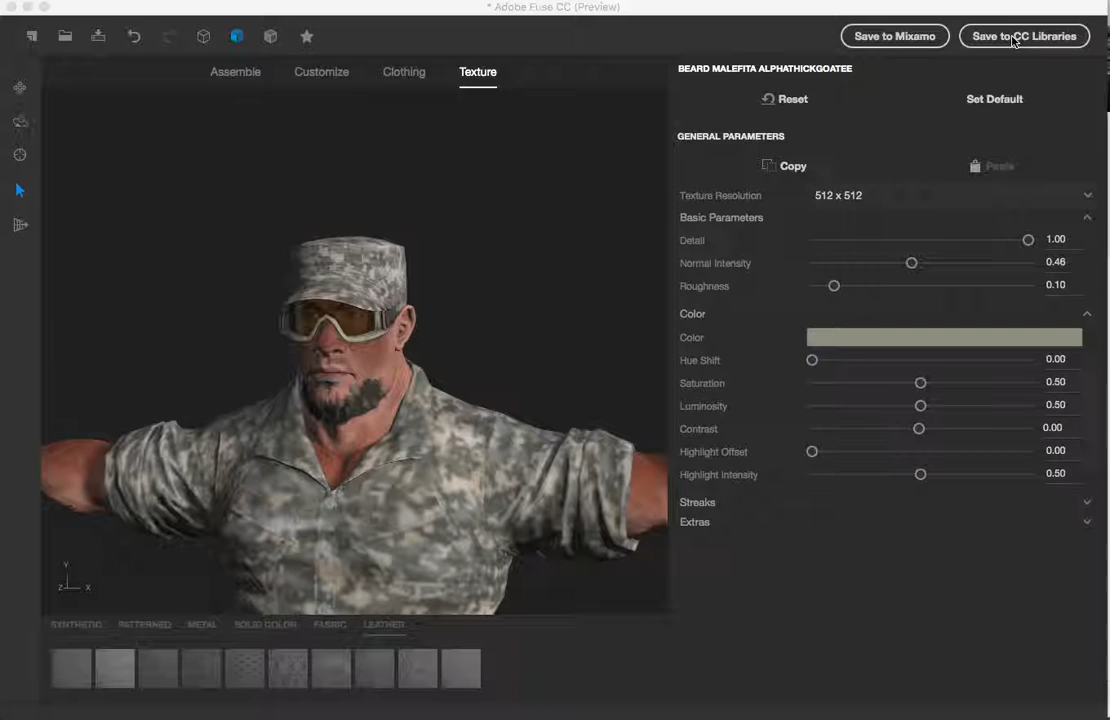 * Adobe Fuse CC (Preview)
Save to Mixamo
Save to CC Libraries
Assemble
Customize
Clothing
Texture
BEARD MALEFITA ALPHATHICKGOATEE
Reset
Set Default
GENERAL PARAMETERS
Copy
Paste
Texture Resolution
512 x 512
Basic Parameters
Detail
1.00
Normal Intensity
0.46
Roughness
0.10
Color
Color
Hue Shift
0.00
Saturation
0.50
Luminosity
0.50
Contrast
0.00
Highlight Offset
0.00
Highlight Intensity
0.50
Streaks
Extras
Y
Z
X
SYNTHETIC
PATTERNED
METAL
SOLID COLOR
FABRIC
LEATHER